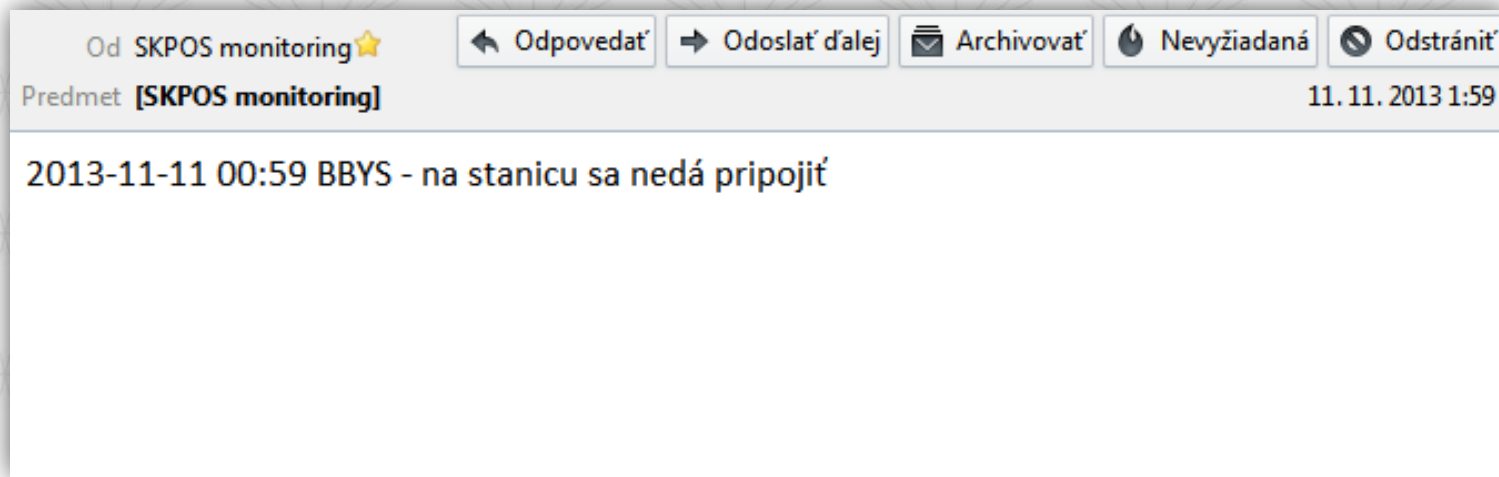 Od SKPOS monitoring Odpovedať Odoslať ďalej Archivovať Nevyžiadaná Odstrániť
Predmet [SKPOS monitoring] 11. 11. 2013 1:59
2013-11-11 00:59 BBYS - na stanicu sa nedá pripojiť